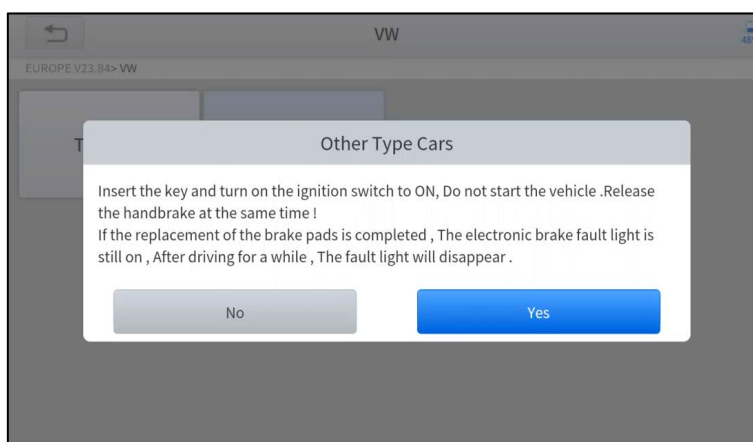 VW
EUROPE V23.84> VW
T
Other Type Cars
Insert the key and turn on the ignition switch to ON, Do not start the vehicle .Release
the handbrake at the same time !
If the replacement of the brake pads is completed , The electronic brake fault light is
still on , After driving for a while , The fault light will disappear .
No Yes